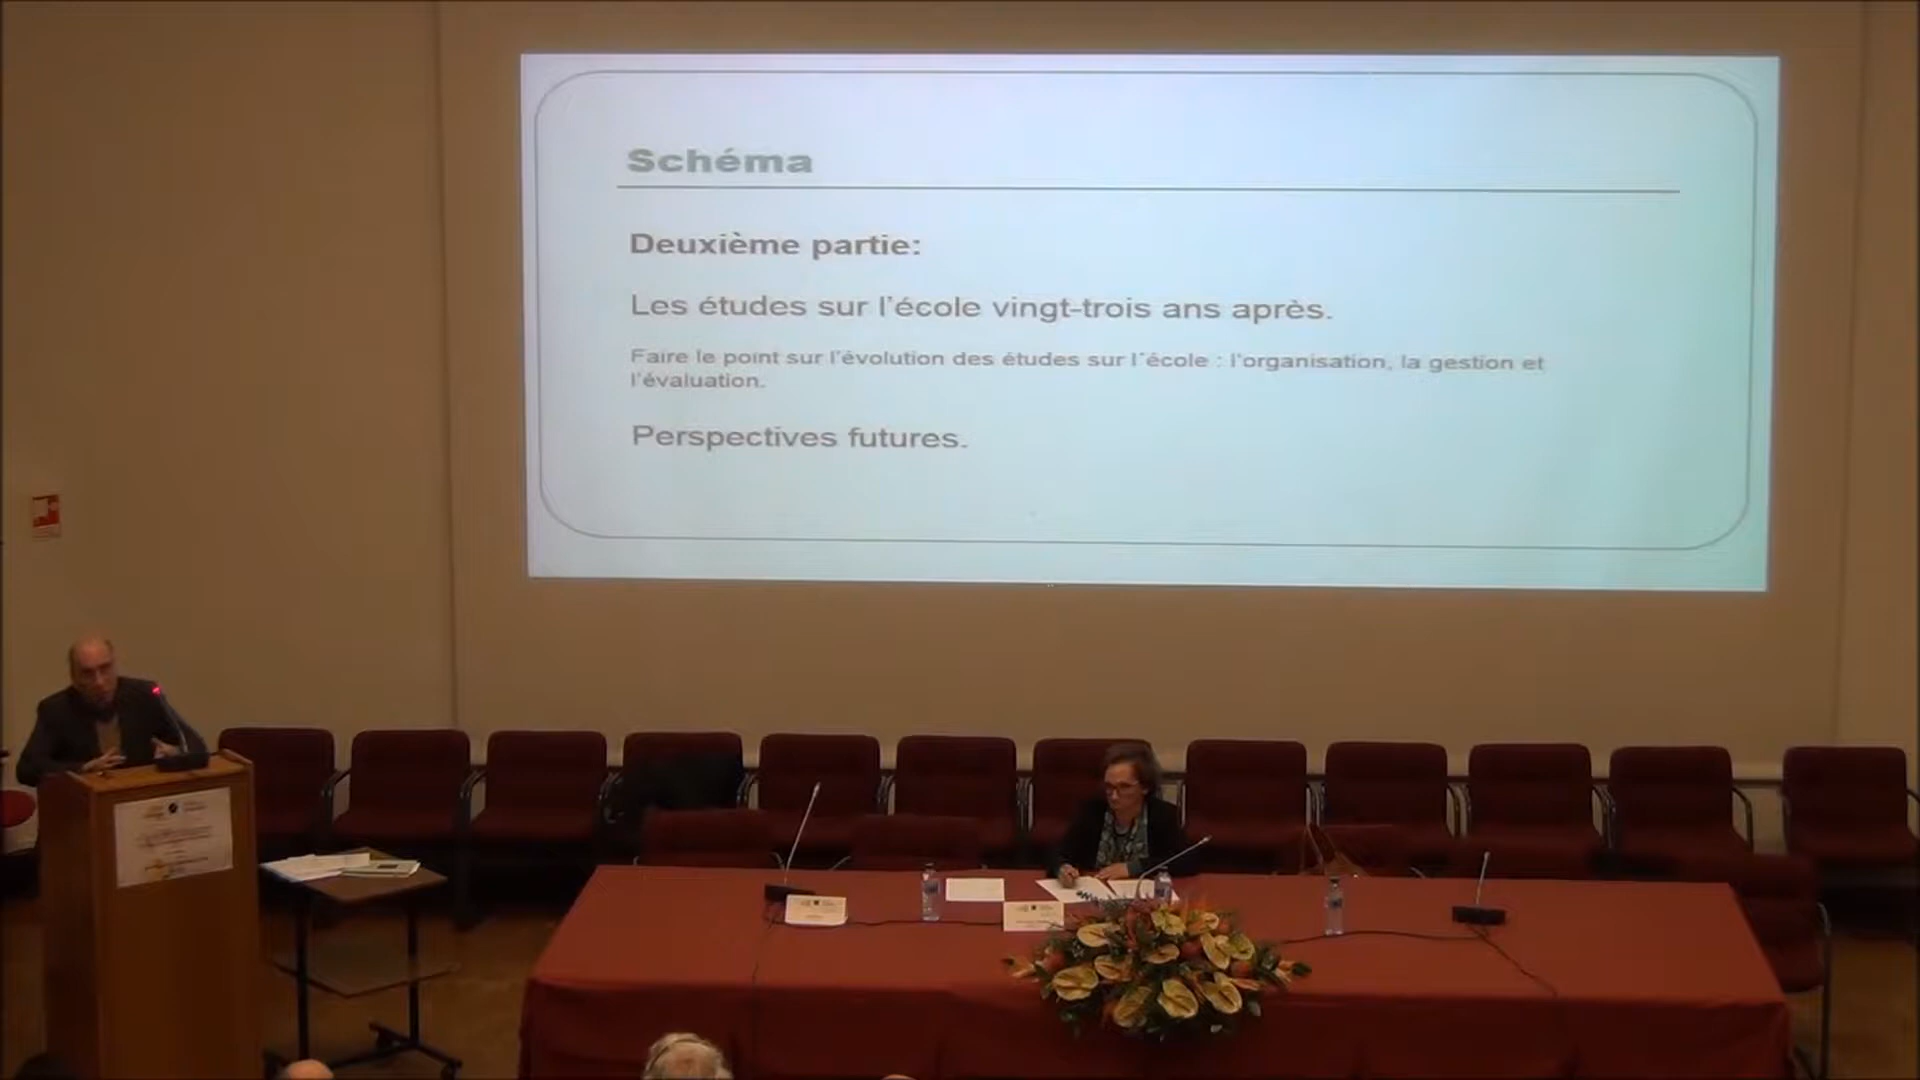 Schéma
Deuxième partie:
Les études sur l'école vingt-trois ans après.
Faire le point sur l'évolution des études sur l´école : l'organisation, la gestion et
l'évaluation.
Perspectives futures.